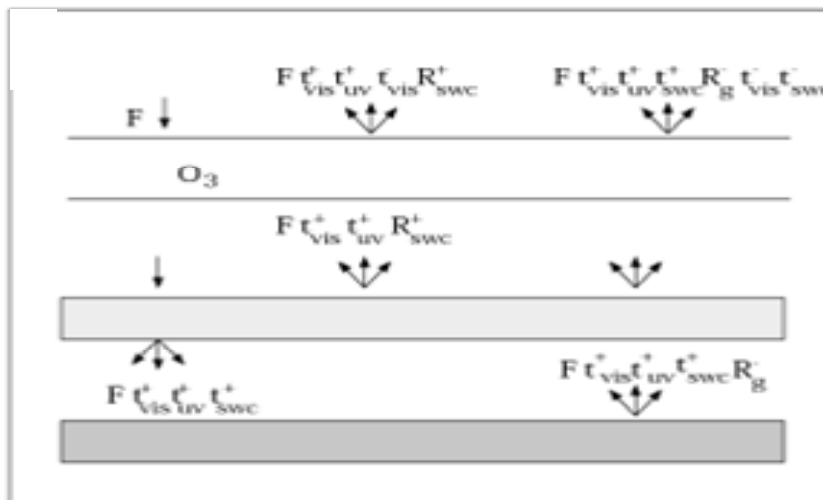 F t⁺vis t⁺uv t⁻vis R⁺swc
F t⁺vis t⁺uv t⁺swc R⁻g t⁻vis t⁻swc
F
O₃
F t⁺vis t⁺uv R⁺swc
F t⁺vis t⁺uv t⁺swc R⁻g
F t⁺vis t⁺uv t⁺swc